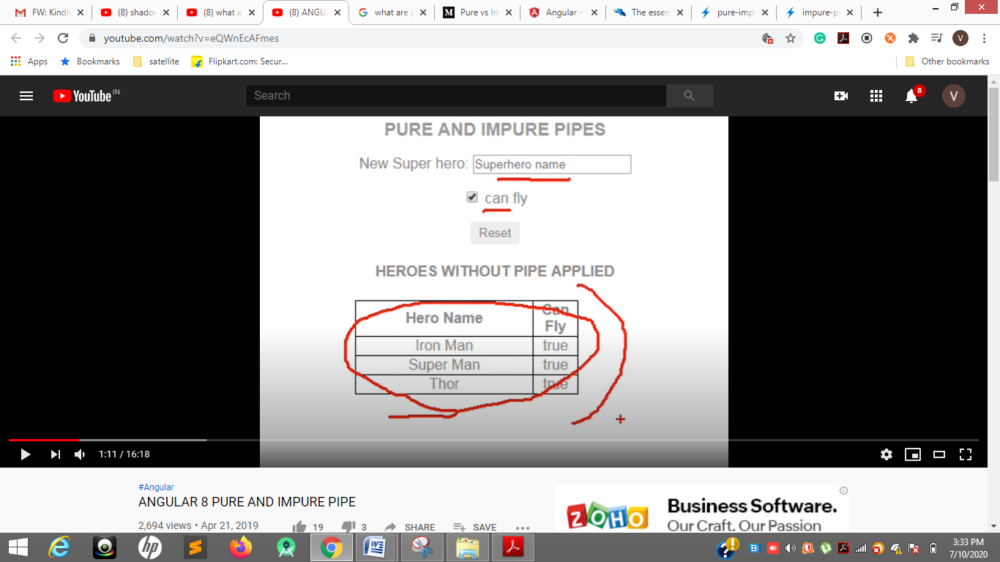 FW: Kindly
(8) shadow
(8) what a
(8) ANGU
what are p
Pure vs Im
Angular -
The essen
pure-impu
impure-p
youtube.com/watch?v=eQWnEcAFmes
V
Apps
Bookmarks
satellite
Flipkart.com: Secur...
Other bookmarks
YouTube IN
Search
8
V
PURE AND IMPURE PIPES
New Super hero: Superhero name
can fly
Reset
HEROES WITHOUT PIPE APPLIED
Hero Name Can Fly
Iron Man true
Super Man true
Thor true
1:11 / 16:18
#Angular
ANGULAR 8 PURE AND IMPURE PIPE
2,694 views • Apr 21, 2019
19
3
SHARE
SAVE
ZOHO
Business Software.
Our Craft. Our Passion
hp
3:33 PM
7/10/2020